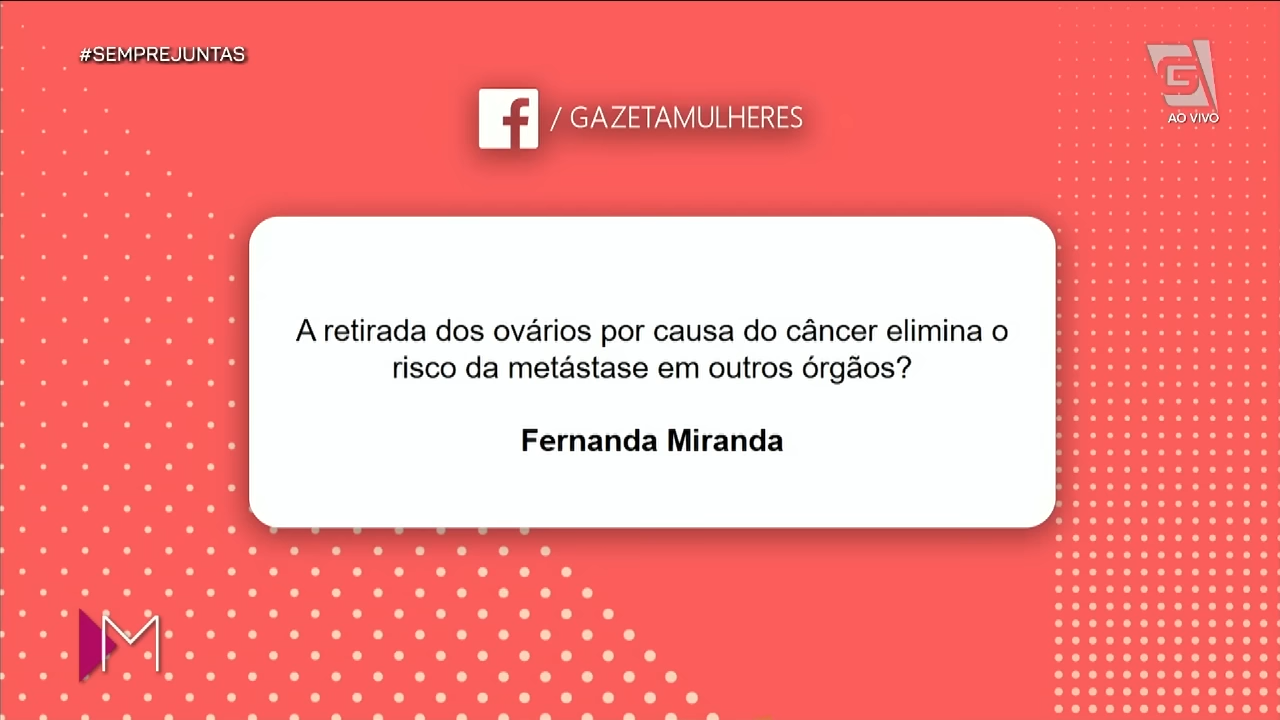 #SEMPREJUNTAS
/ GAZETAMULHERES
G
AO VIVO
A retirada dos ovários por causa do câncer elimina o
risco da metástase em outros órgãos?
Fernanda Miranda
M